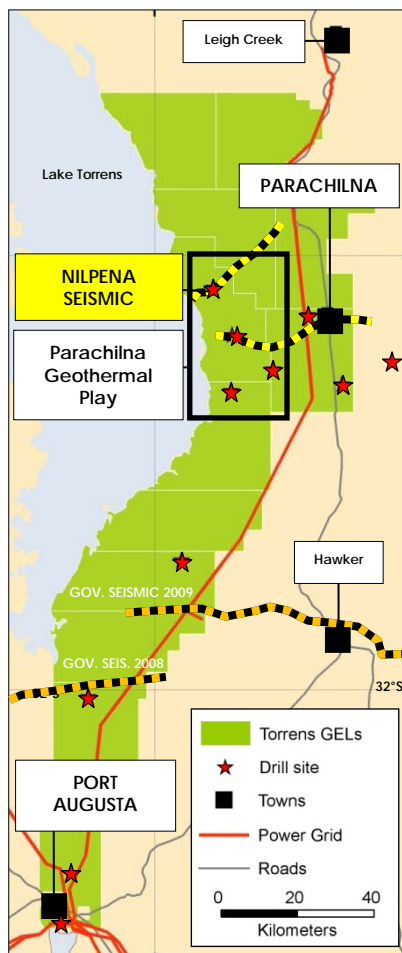 Leigh Creek
Lake Torrens
PARACHILNA
NILPENA
SEISMIC
Parachilna
Geothermal
Play
Hawker
GOV. SEISMIC 2009
GOV. SEIS. 2008
32°S
PORT
AUGUSTA
Torrens GELs
Drill site
Towns
Power Grid
Roads
0 20 40
Kilometers